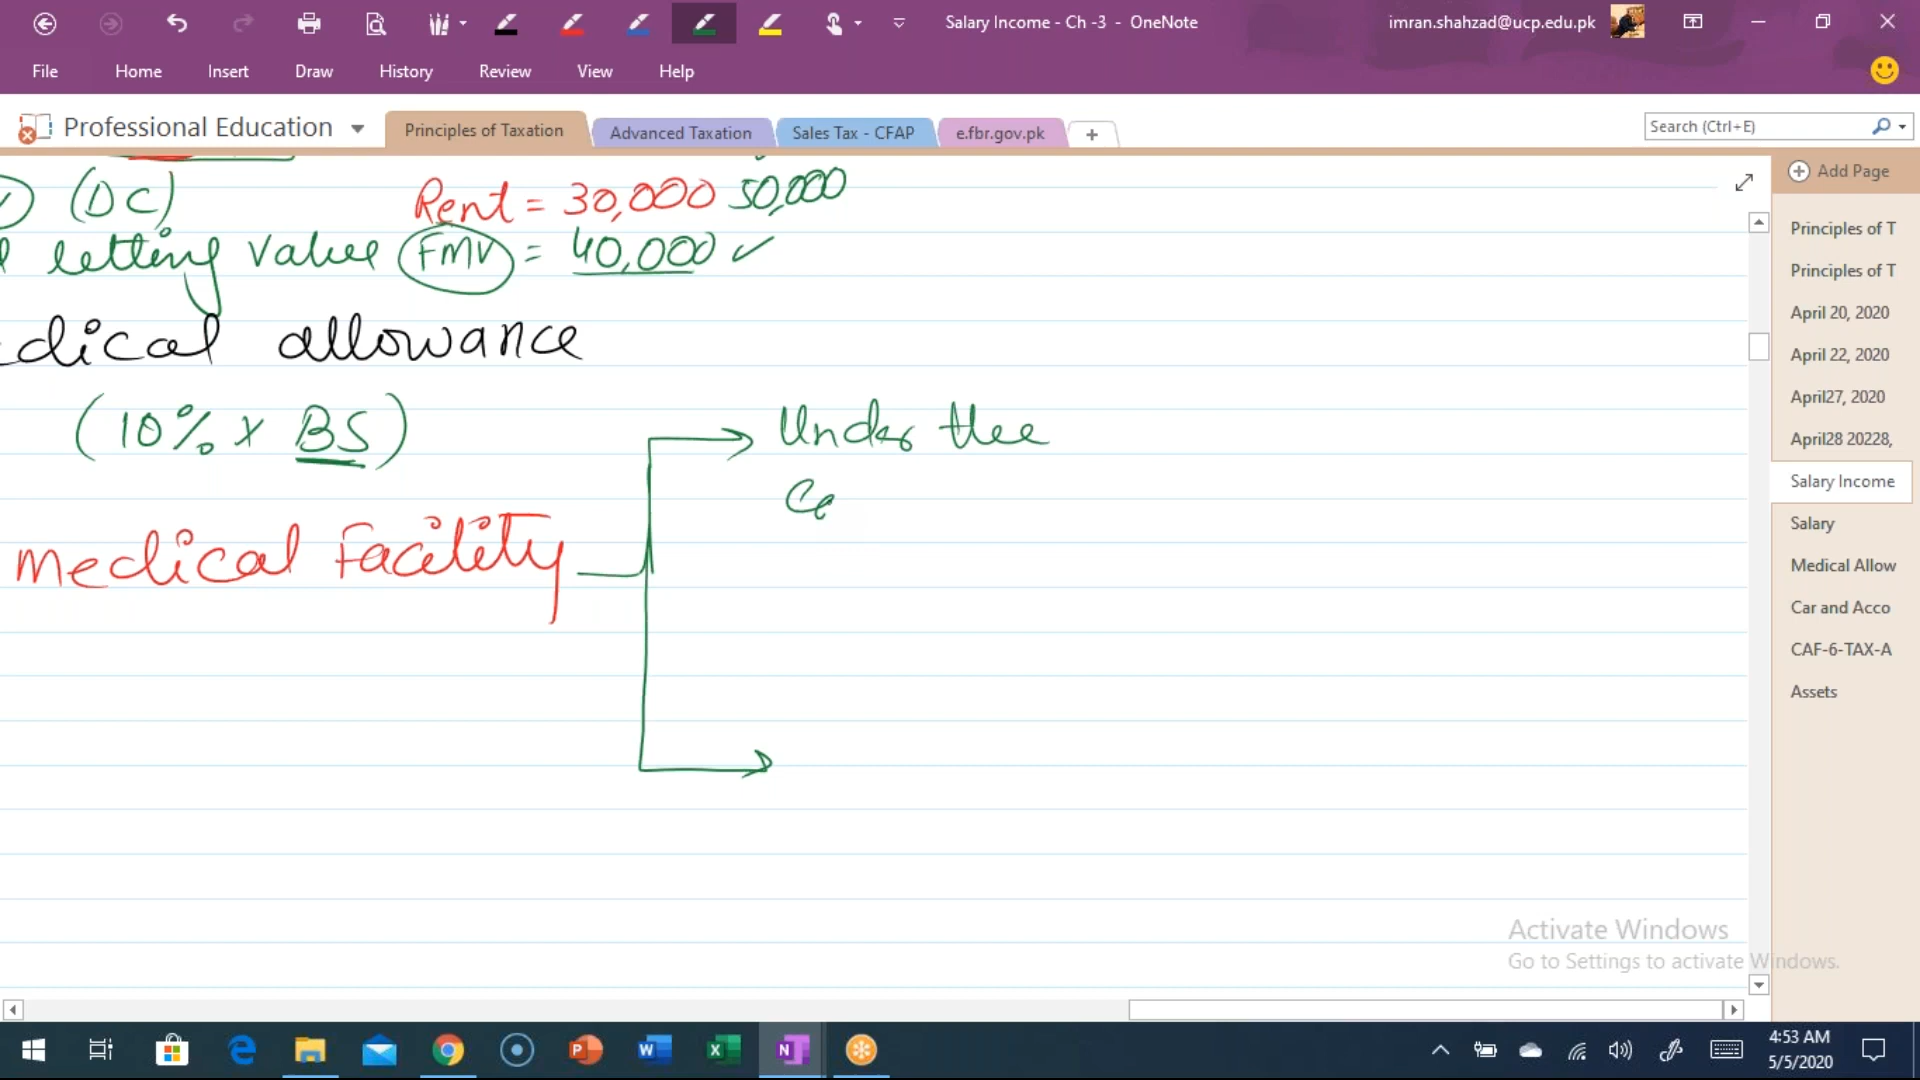 Salary Income - Ch -3 - OneNote
imran.shahzad@ucp.edu.pk
File Home Insert Draw History Review View Help
Professional Education
Principles of Taxation
Advanced Taxation
Sales Tax - CFAP
e.fbr.gov.pk
+
Search (Ctrl+E)
Add Page
Principles of T
Principles of T
April 20, 2020
April 22, 2020
April27, 2020
April28 20228,
Salary Income
Salary
Medical Allow
Car and Acco
CAF-6-TAX-A
Assets
(DC)
Rent = 30,000 50,000
letting value FMV = 40,000 ✓
dical allowance
(10% x BS)
Under the
Medical Facility
Activate Windows
Go to Settings to activate Windows.
4:53 AM
5/5/2020